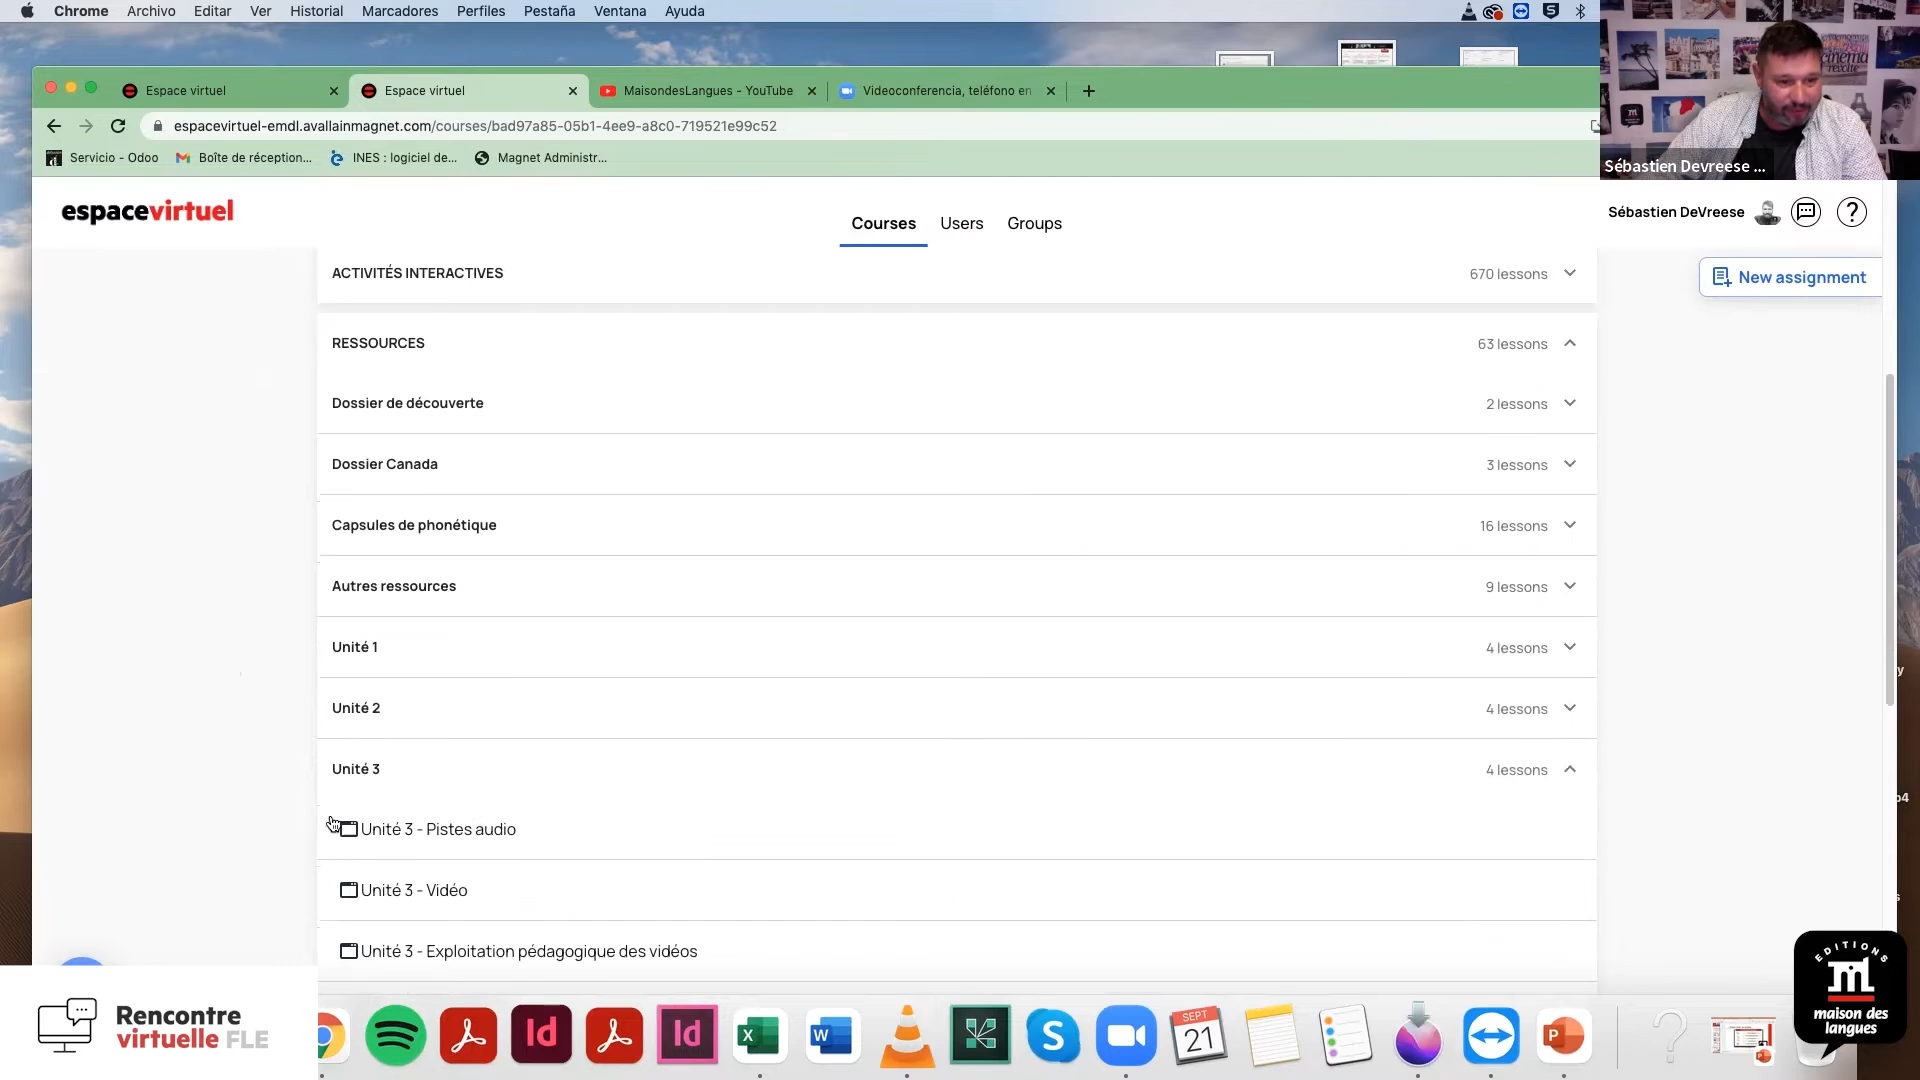 Chrome Archivo Editar Ver Historial Marcadores Perfiles Pestaña Ventana Ayuda
Espace virtuel
Espace virtuel
MaisondesLangues - YouTube
Videoconferencia, teléfono en
espacevirtuel-emdl.avallainmagnet.com/courses/bad97a85-05b1-4ee9-a8c0-719521e99c52
Servicio - Odoo
Boîte de réception...
INES : logiciel de...
Magnet Administr...
cinéma
révolte
Sébastien Devreese ...
espacevirtuel
Courses
Users
Groups
Sébastien DeVreese
New assignment
ACTIVITÉS INTERACTIVES 670 lessons
RESSOURCES 63 lessons
Dossier de découverte 2 lessons
Dossier Canada 3 lessons
Capsules de phonétique 16 lessons
Autres ressources 9 lessons
Unité 1 4 lessons
Unité 2 4 lessons
Unité 3 4 lessons
Unité 3 - Pistes audio
Unité 3 - Vidéo
Unité 3 - Exploitation pédagogique des vidéos
Rencontre
virtuelle FLE
Id
Id
X
W
S
SEPT
21
P
EDITIONS
maison des
langues